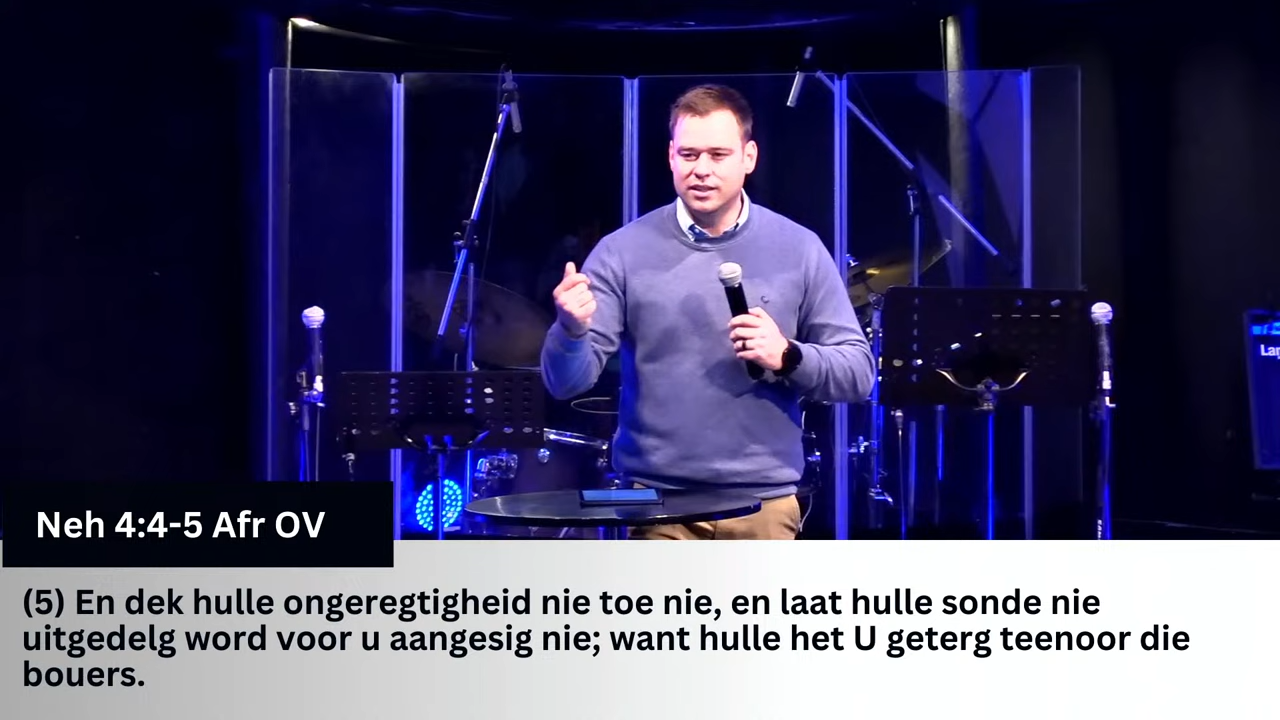 Neh 4:4-5 Afr OV
(5) En dek hulle ongeregtigheid nie toe nie, en laat hulle sonde nie
uitgedelg word voor u aangesig nie; want hulle het U geterg teenoor die
bouers.